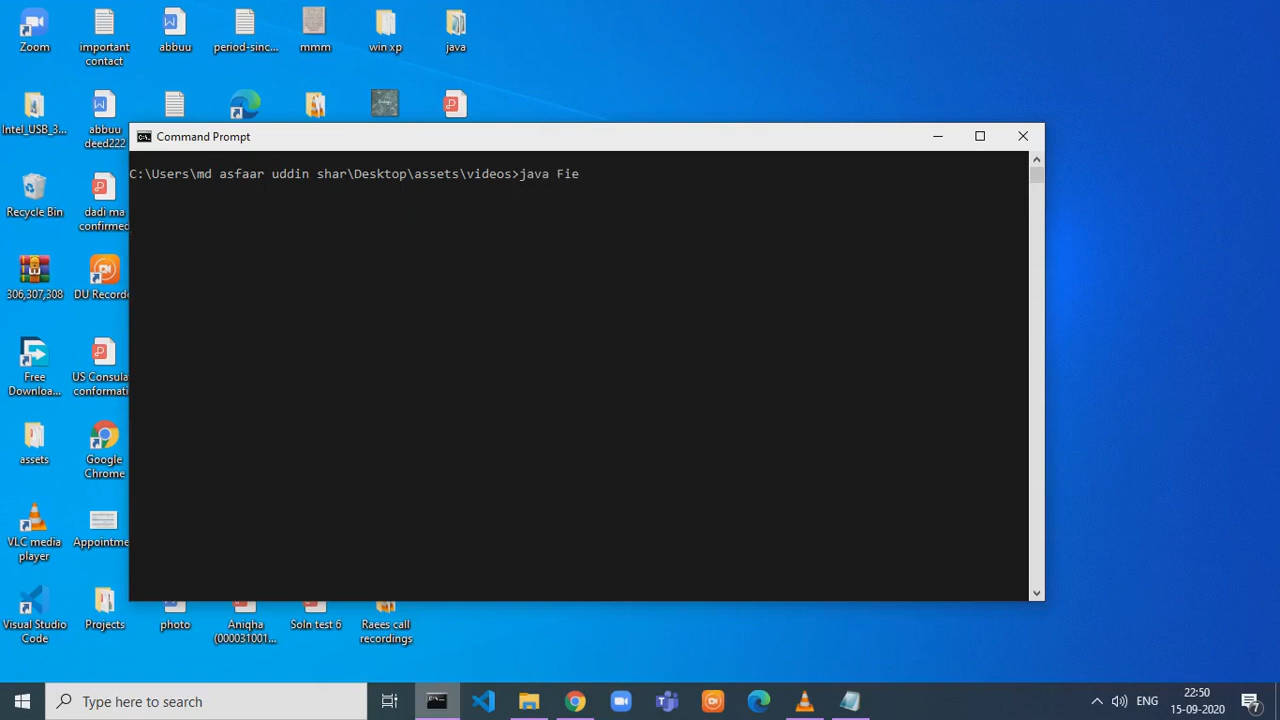 Zoom
important contact
abbuu
period-sinc...
mmm
win xp
java
Intel_USB_3...
abbuu deed222
Command Prompt
C:\Users\md asfaar uddin shar\Desktop\assets\videos>java Fie
Recycle Bin
dadi ma confirmed
306,307,308
DU Recorde
Free Downloa...
US Consula conformati
assets
Google Chrome
VLC media player
Appointme
Visual Studio Code
Projects
photo
Aniqha (000031001...
Soln test 6
Raees call recordings
Type here to search
ENG
22:50
15-09-2020
7